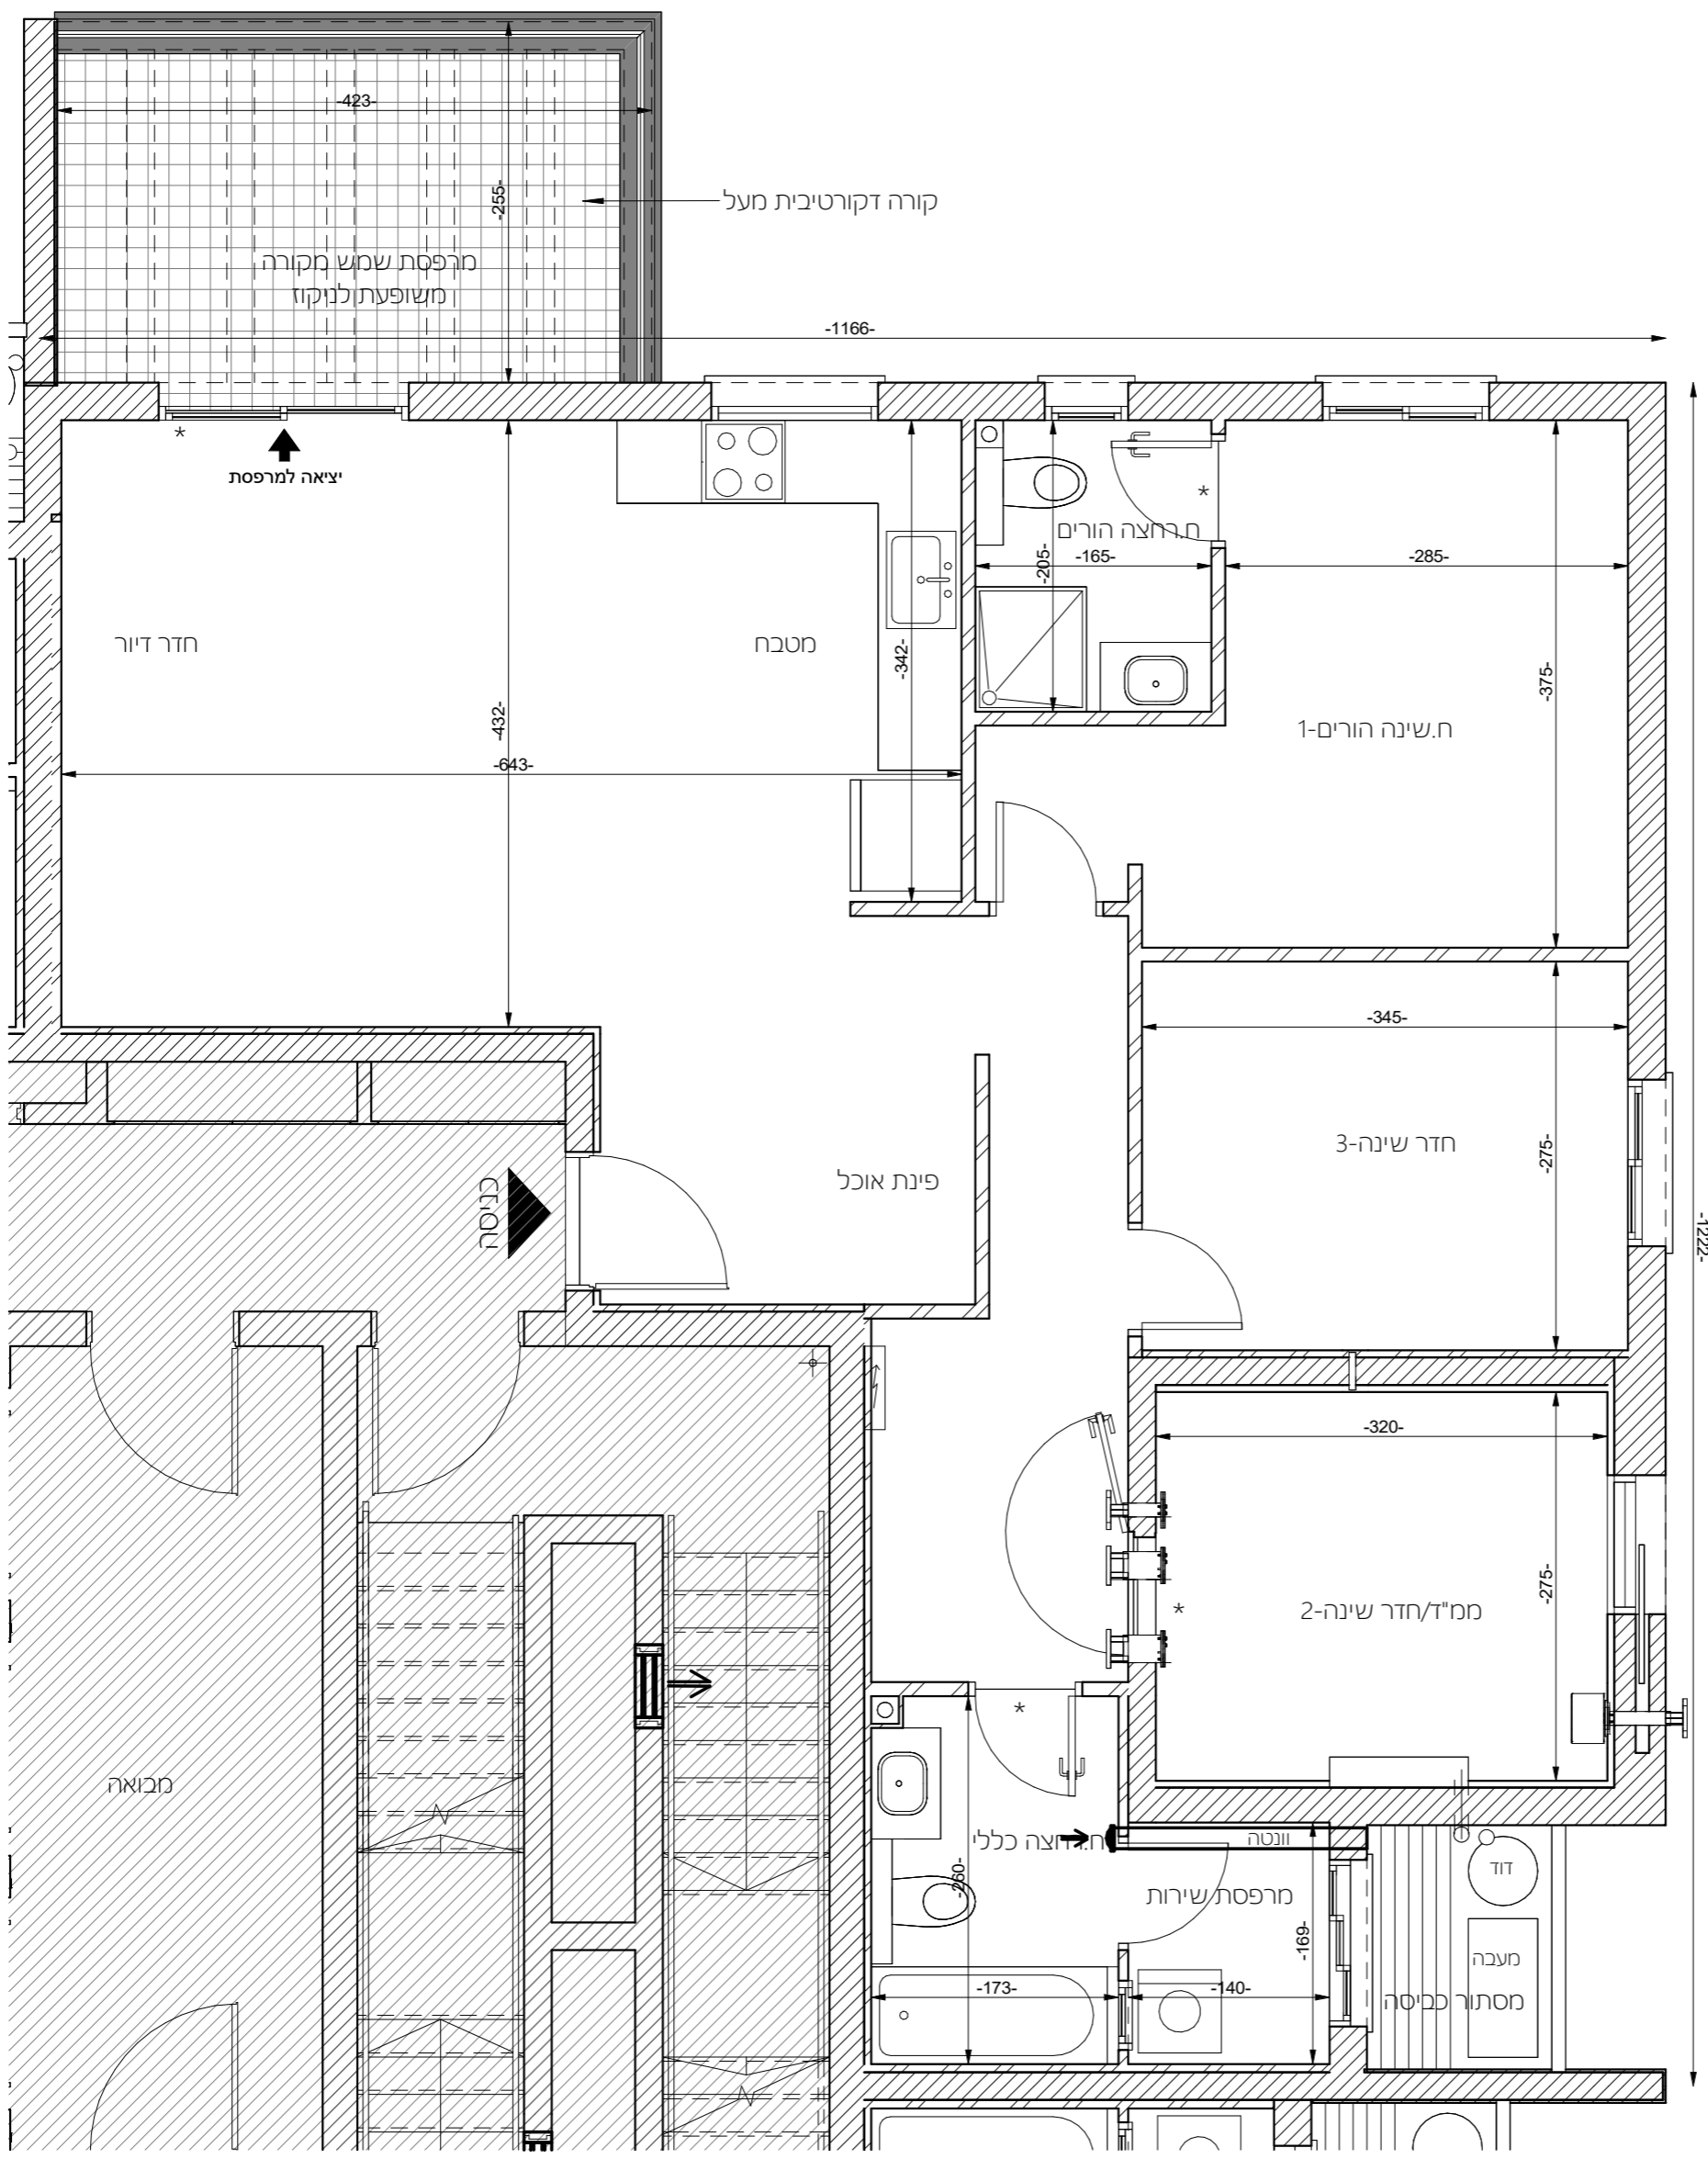 -423-
-255-
קורה דקורטיבית מעל
מרפסת שמש מקורה
משופעת לניקוז
-1166-
*
יציאה למרפסת
*
ח.רחצה הורים
-205-
-165-
-285-
חדר דיור
מטבח
-342-
-375-
-432-
ח.שינה הורים-1
-643-
-345-
חדר שינה-3
-275-
פינת אוכל
כניסה
-1222-
-320-
-275-
ממ"ד/חדר שינה-2
*
*
מבואה
ח.רחצה כללי
וונטה
-260-
דוד
מרפסת שירות
-169-
מעבה
-173-
-140-
מסתור כביסה